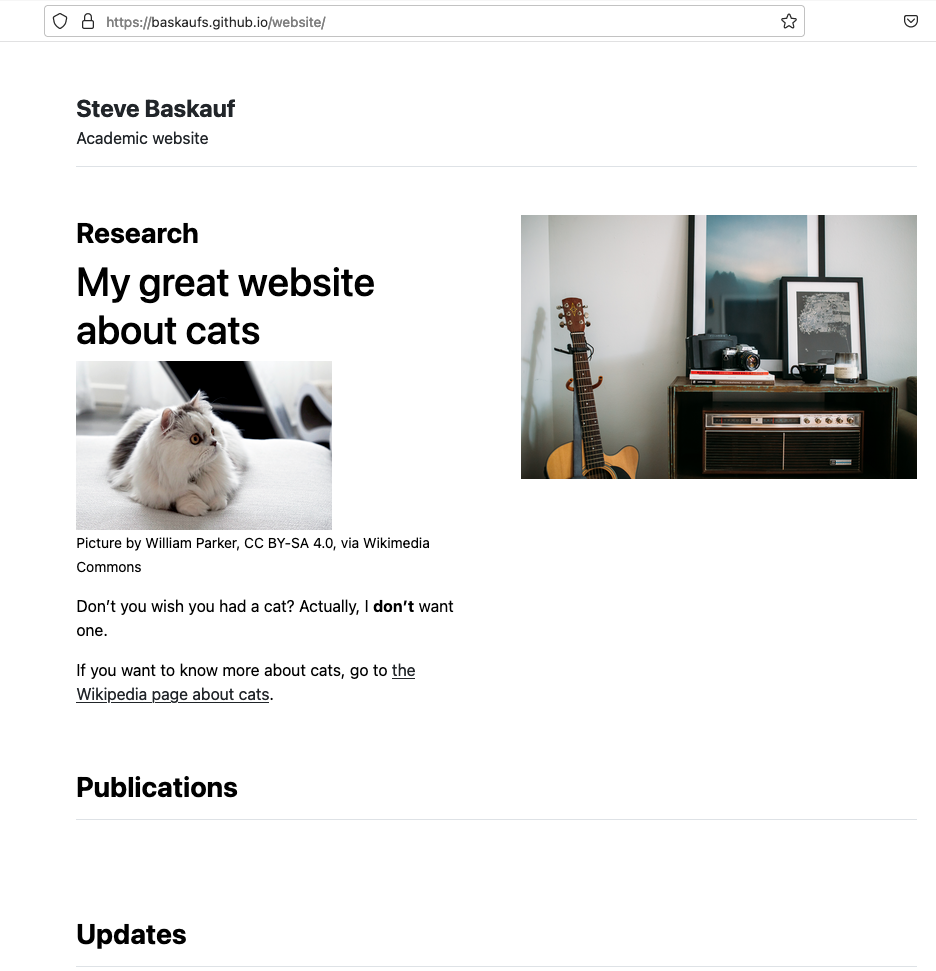 https://baskaufs.github.io/website/
Steve Baskauf
Academic website
Research
My great website
about cats
Picture by William Parker, CC BY-SA 4.0, via Wikimedia
Commons
Don’t you wish you had a cat? Actually, I don’t want
one.
If you want to know more about cats, go to the
Wikipedia page about cats.
Publications
Updates